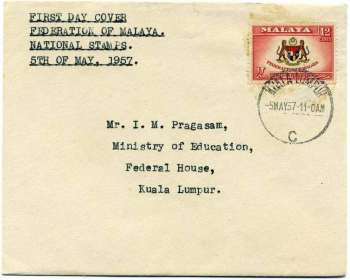 FIRST DAY COVER
FEDERATION OF MALAYA.
NATIONAL STAMPS.
5TH OF MAY, 1957.
MALAYA 12
KUALA LUMPUR
-5MAY57-11-0AM
C
Mr. I. M. Pragasam,
Ministry of Education,
Federal House,
Kuala Lumpur.